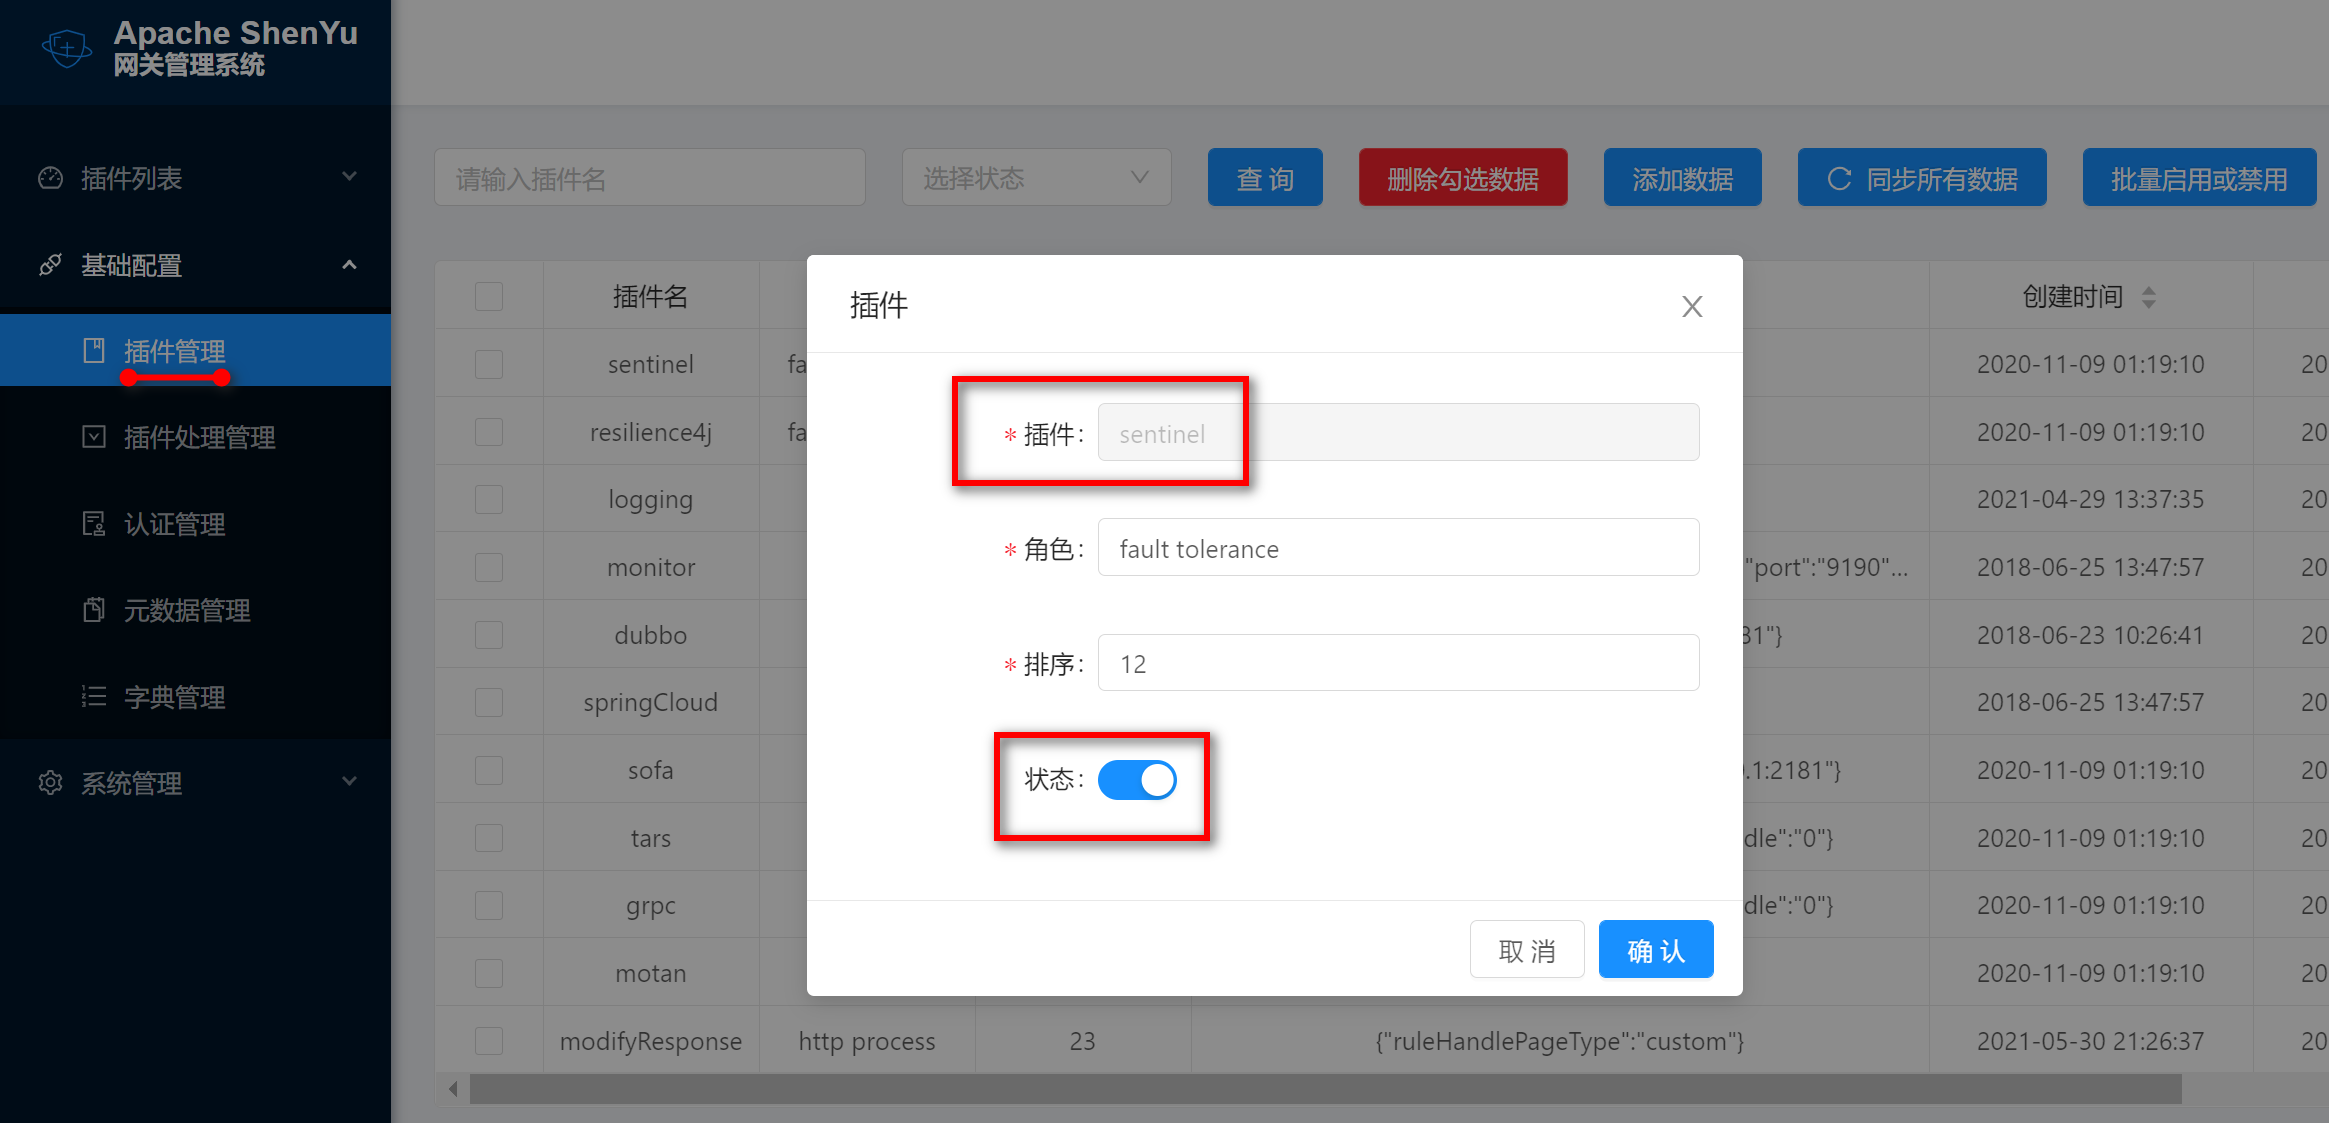 Apache ShenYu
网关管理系统
插件列表
基础配置
插件管理
插件处理管理
认证管理
元数据管理
字典管理
系统管理
请输入插件名 选择状态 查 询 删除勾选数据 添加数据 同步所有数据 批量启用或禁用
插件名 创建时间
sentinel fa 2020-11-09 01:19:10 20
resilience4j fa 2020-11-09 01:19:10 20
logging 2021-04-29 13:37:35 20
monitor "port":"9190"... 2018-06-25 13:47:57 20
dubbo 81"} 2018-06-23 10:26:41 20
springCloud 2018-06-25 13:47:57 20
sofa .1:2181"} 2020-11-09 01:19:10 20
tars dle":"0"} 2020-11-09 01:19:10 20
grpc dle":"0"} 2020-11-09 01:19:10 20
motan 2020-11-09 01:19:10 20
modifyResponse http process 23 {"ruleHandlePageType":"custom"} 2021-05-30 21:26:37 20
插件
* 插件: sentinel
* 角色: fault tolerance
* 排序: 12
状态:
取 消 确 认